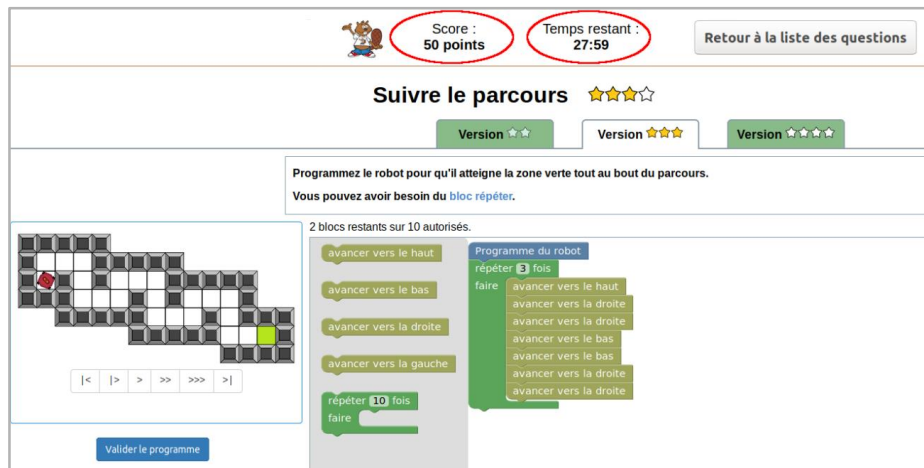 Score :
50 points
Temps restant :
27:59
Retour à la liste des questions
Suivre le parcours
Version
Version
Version
Programmez le robot pour qu'il atteigne la zone verte tout au bout du parcours.
Vous pouvez avoir besoin du bloc répéter.
2 blocs restants sur 10 autorisés.
avancer vers le haut
avancer vers le bas
avancer vers la droite
avancer vers la gauche
répéter 10 fois
faire
Programme du robot
répéter 3 fois
faire
avancer vers le haut
avancer vers la droite
avancer vers la droite
avancer vers le bas
avancer vers le bas
avancer vers la droite
avancer vers la droite
|< |> > >> >>> >|
Valider le programme